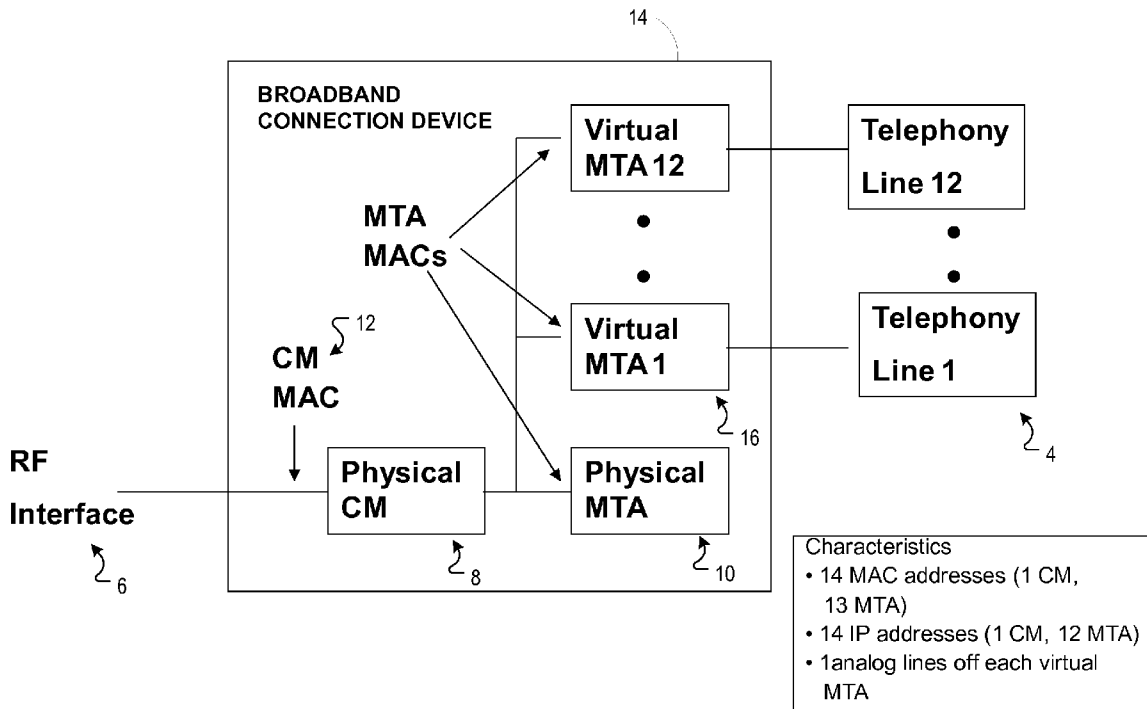 14
BROADBAND
CONNECTION DEVICE
Virtual
MTA 12
Telephony
Line 12
MTA
MACs
12
CM
MAC
Virtual
MTA 1
Telephony
Line 1
16
4
RF
Interface
6
Physical
CM
8
Physical
MTA
10
Characteristics
• 14 MAC addresses (1 CM,
13 MTA)
• 14 IP addresses (1 CM, 12 MTA)
• 1analog lines off each virtual
MTA